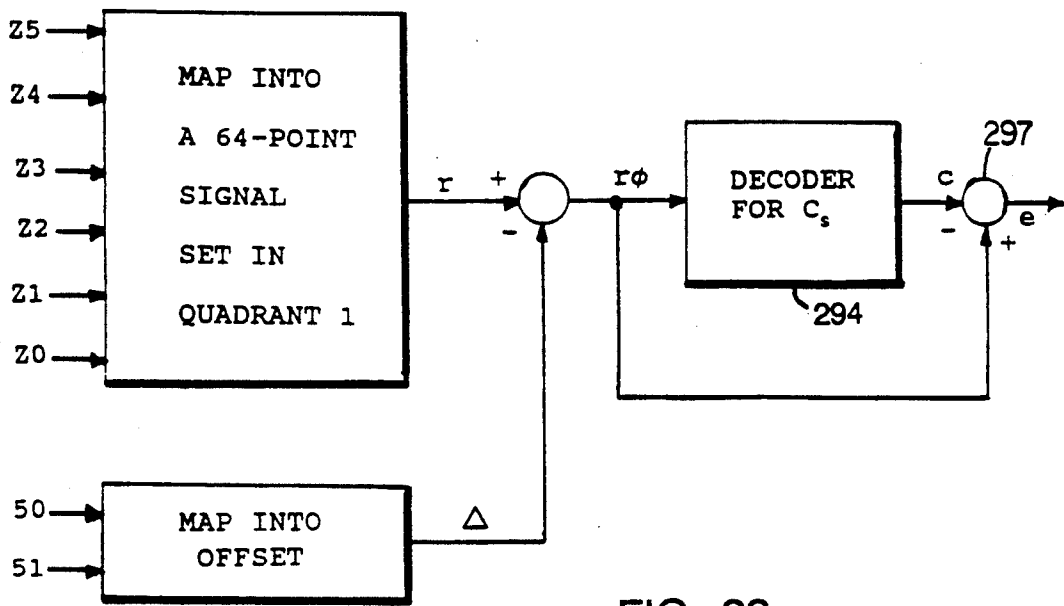 Z5
Z4
Z3
Z2
Z1
Z0
MAP INTO
A 64-POINT
SIGNAL
SET IN
QUADRANT 1
r
+
-
rϕ
DECODER
FOR Cs
294
c
-
297
e
+
50
51
MAP INTO
OFFSET
△